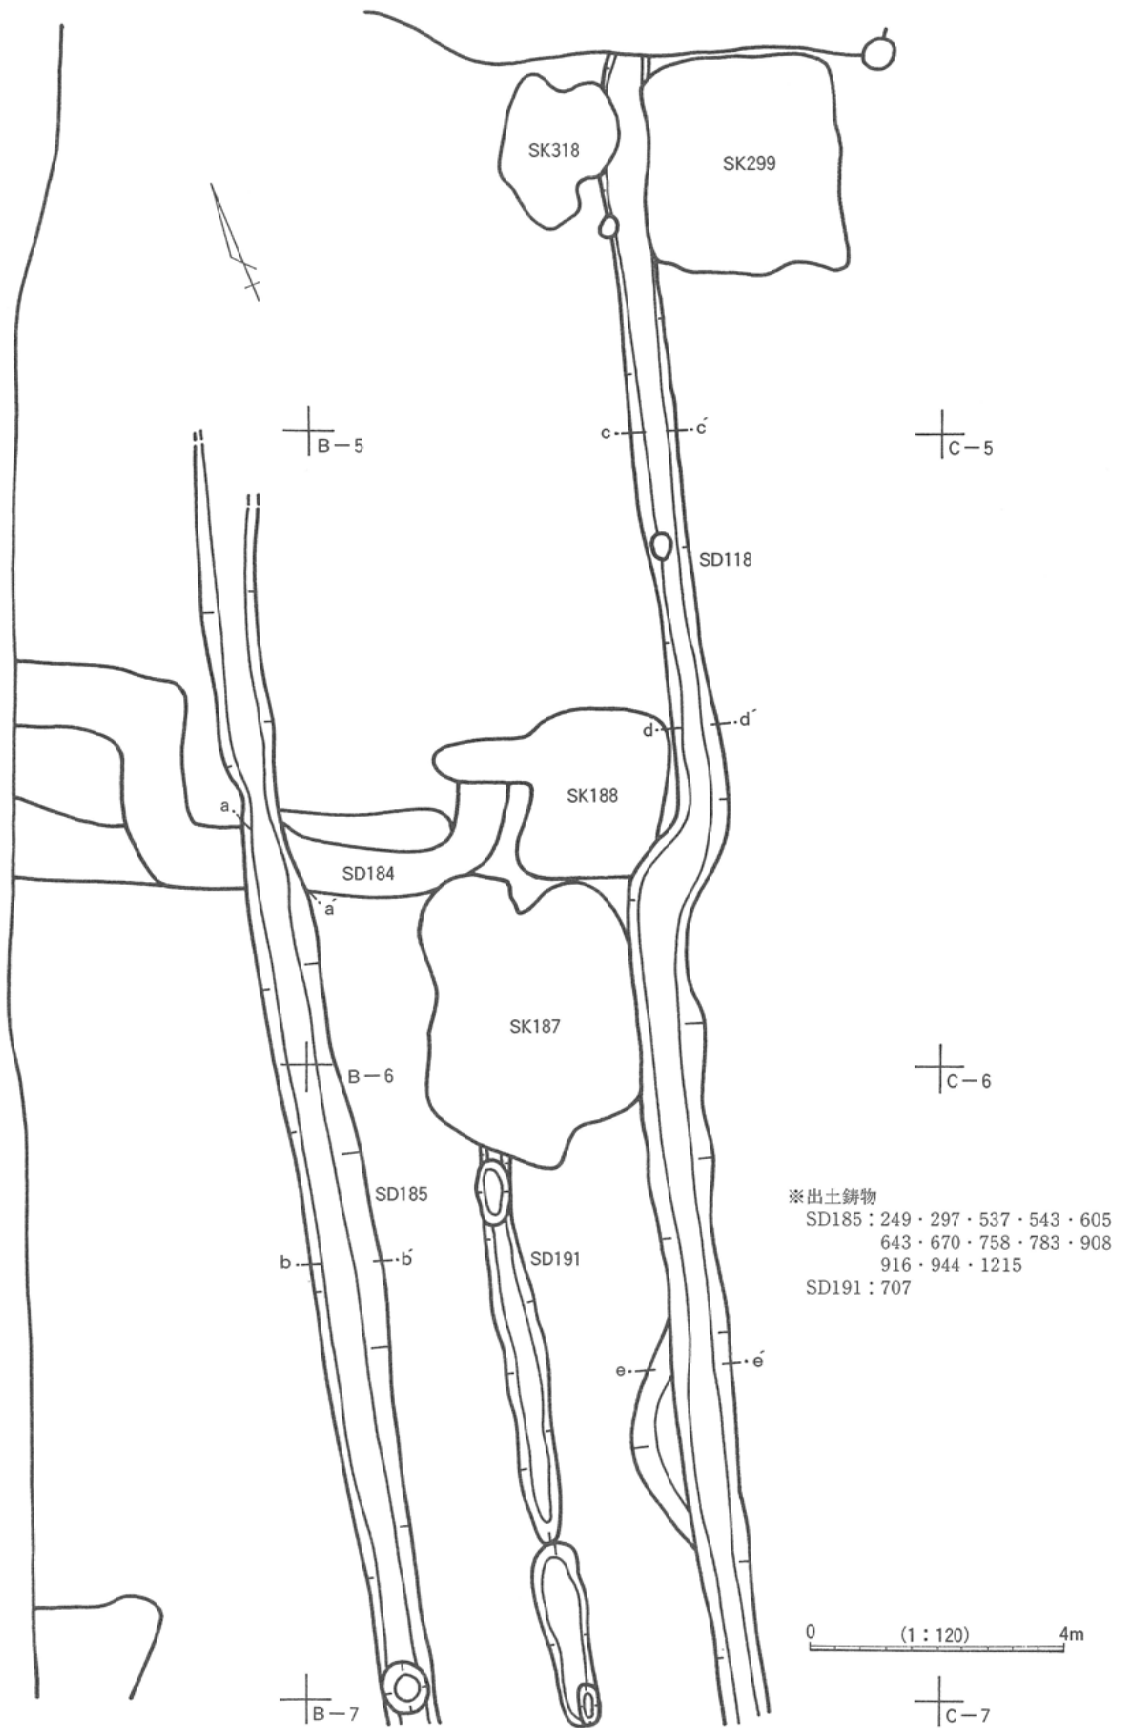 SK318
SK299
c
c′
B-5
C-5
SD118
d
d′
SK188
a
SD184
a′
SK187
B-6
C-6
SD185
※出土鋳物
SD185:249・297・537・543・605
643・670・758・783・908
916・944・1215
SD191:707
b
b′
SD191
e
e′
0 (1:120) 4m
B-7
C-7